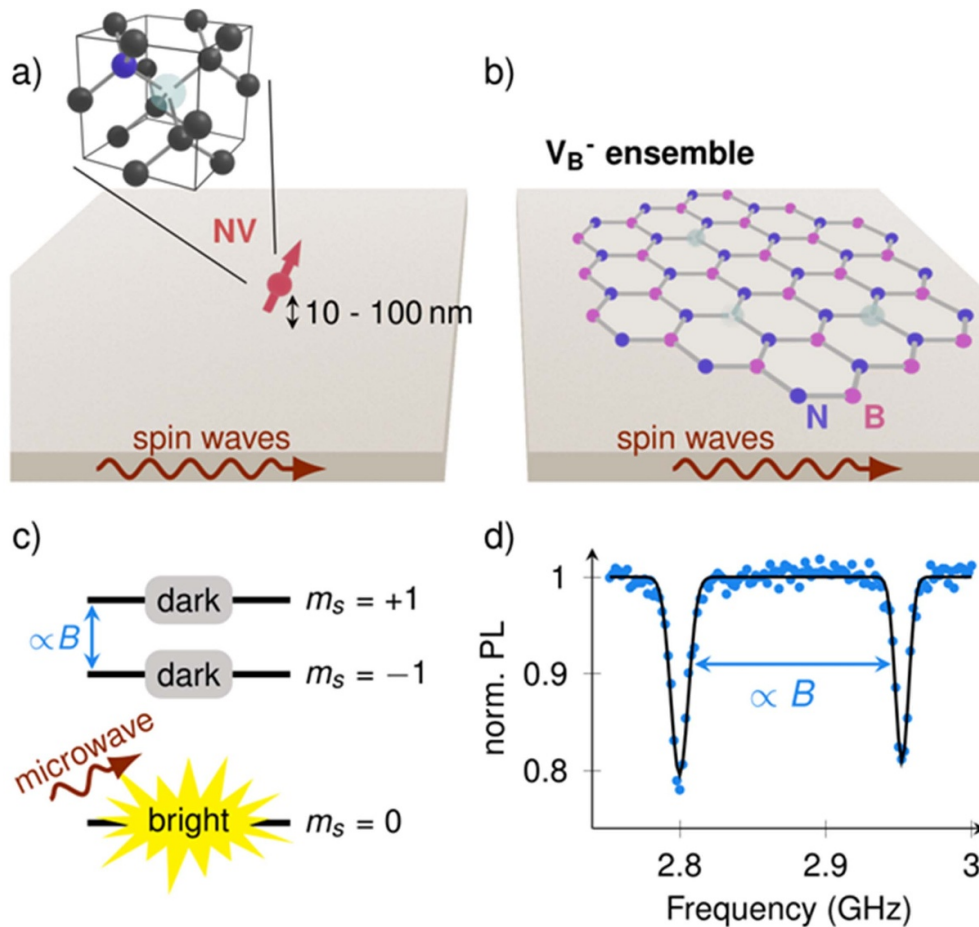 a)
NV
10 - 100 nm
spin waves
b)
V_B⁻ ensemble
N B
spin waves
c)
dark m_s = +1
∝ B
dark m_s = −1
microwave
bright m_s = 0
d)
norm. PL
1
0.9
0.8
∝ B
2.8 2.9 3
Frequency (GHz)